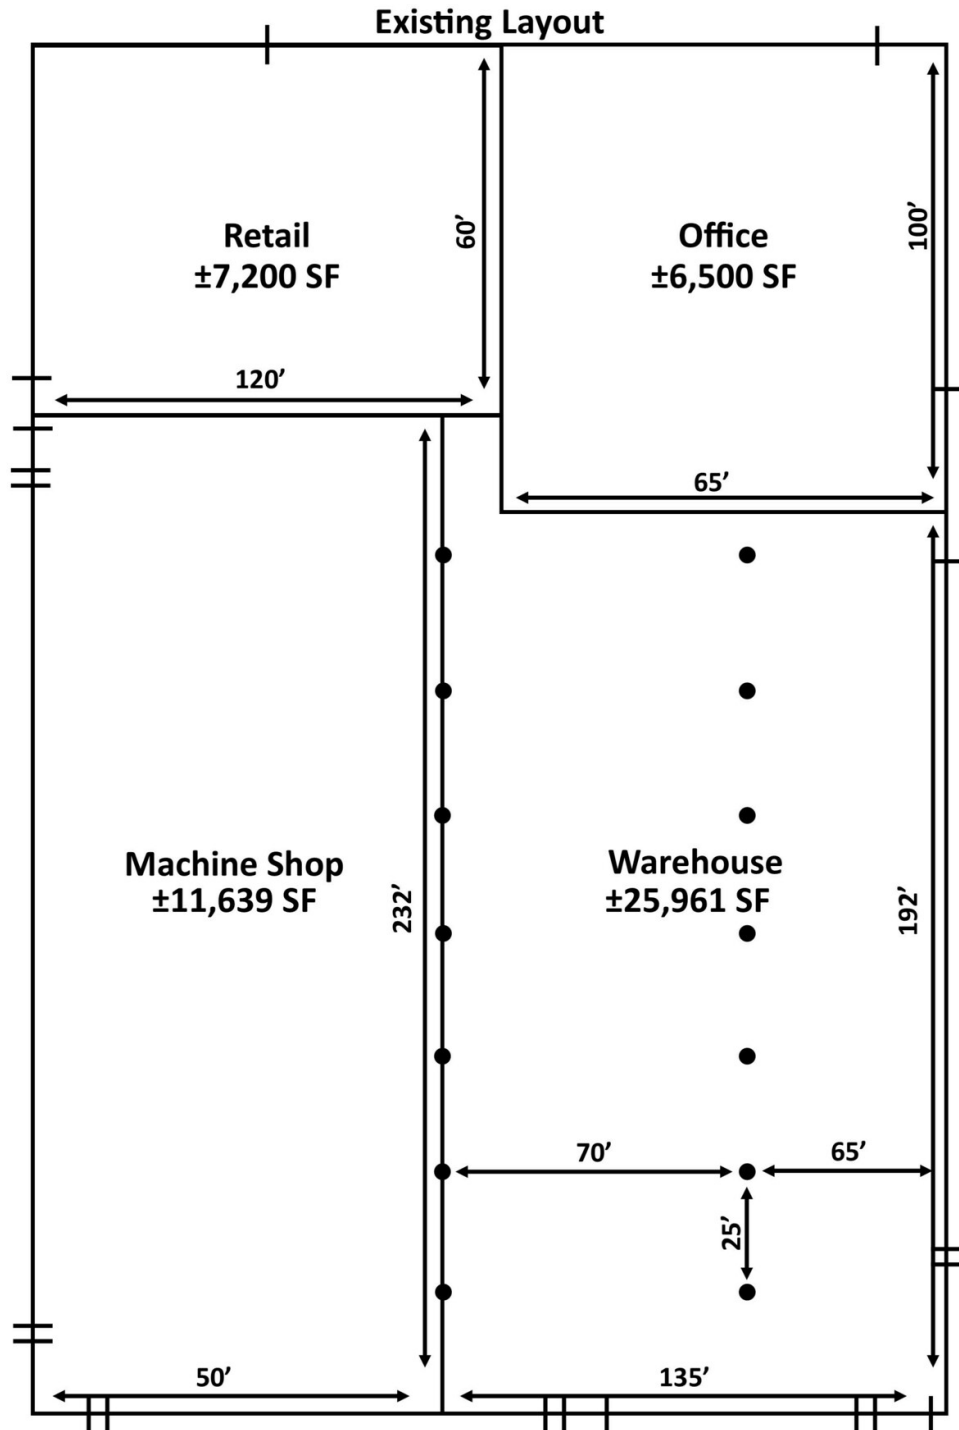 Existing Layout
Retail
±7,200 SF
60’
120’
Office
±6,500 SF
100’
65’
Machine Shop
±11,639 SF
232’
50’
Warehouse
±25,961 SF
192’
70’
65’
25’
135’